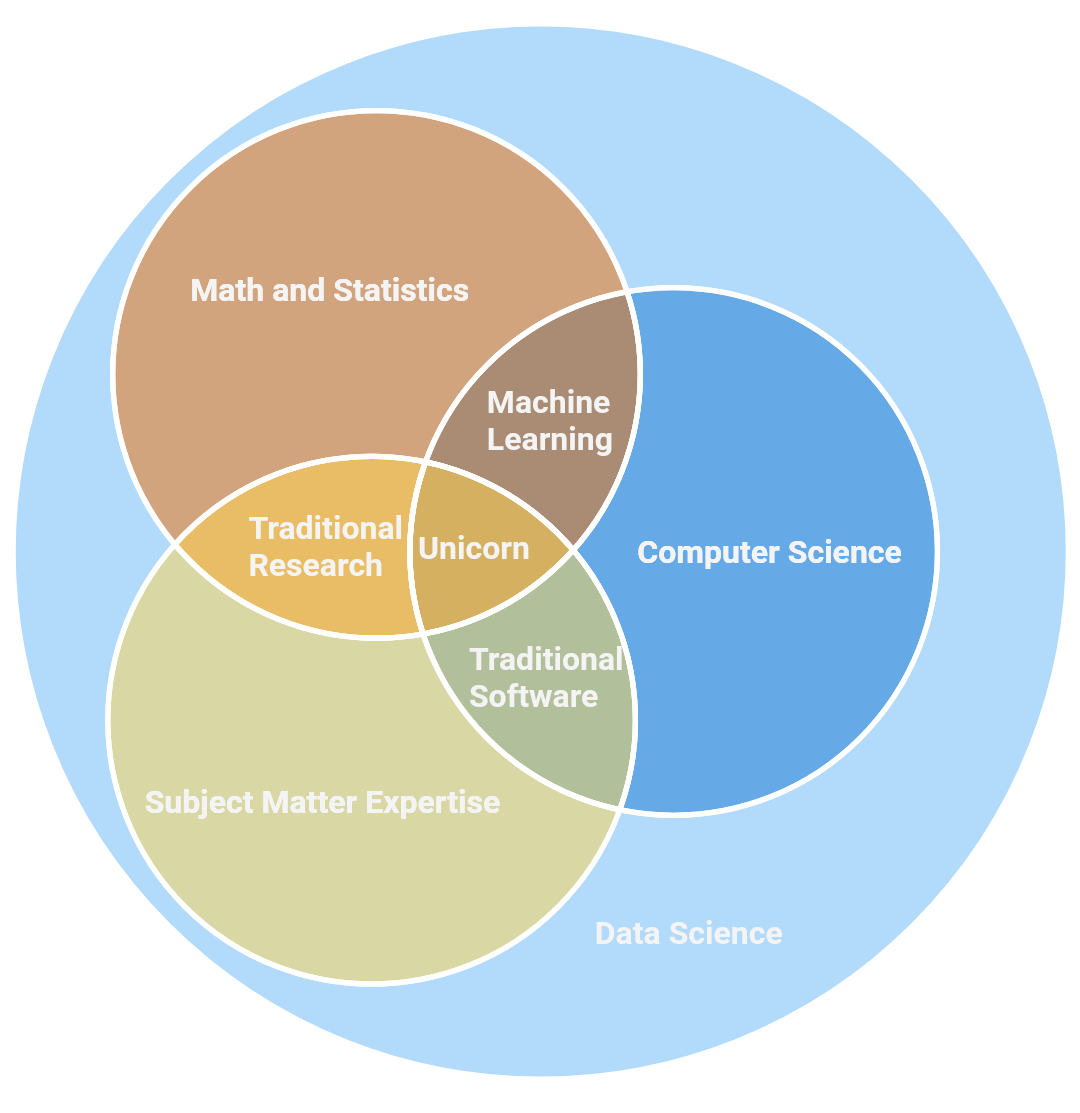 Math and Statistics
Machine
Learning
Traditional
Research
Unicorn
Computer Science
Traditional
Software
Subject Matter Expertise
Data Science